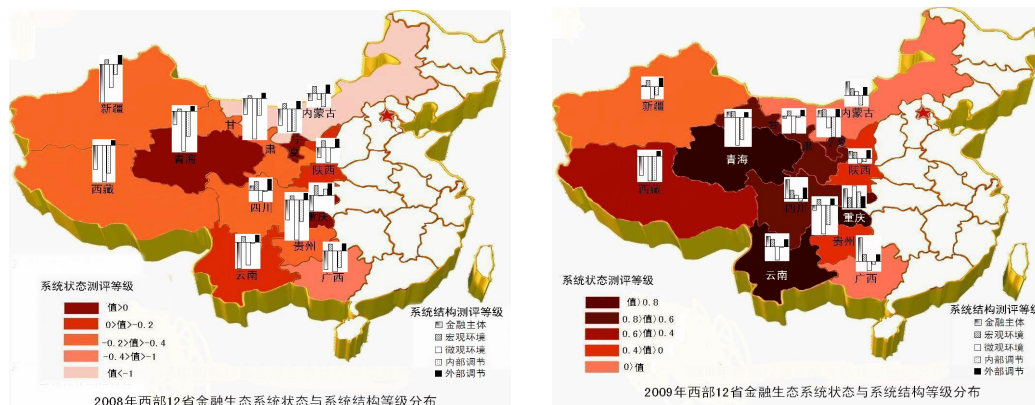 新疆
西藏
青海
甘
肃
内蒙古
陕西
四川
重庆
贵州
云南
广西
系统状态测评等级
值>0
0>值>-0.2
-0.2>值>-0.4
-0.4>值>-1
值<-1
系统结构测评等级
金融主体
宏观环境
微观环境
内部调节
外部调节
2008年西部12省金融生态系统状态与系统结构等级分布
新疆
西藏
青海
内蒙古
陕西
四川
重庆
贵州
云南
广西
系统状态测评等级
值〉0.8
0.8〉值〉0.6
0.6〉值〉0.4
0.4〉值〉0
0〉值
系统结构测评等级
金融主体
宏观环境
微观环境
内部调节
外部调节
2009年西部12省金融生态系统状态与系统结构等级分布